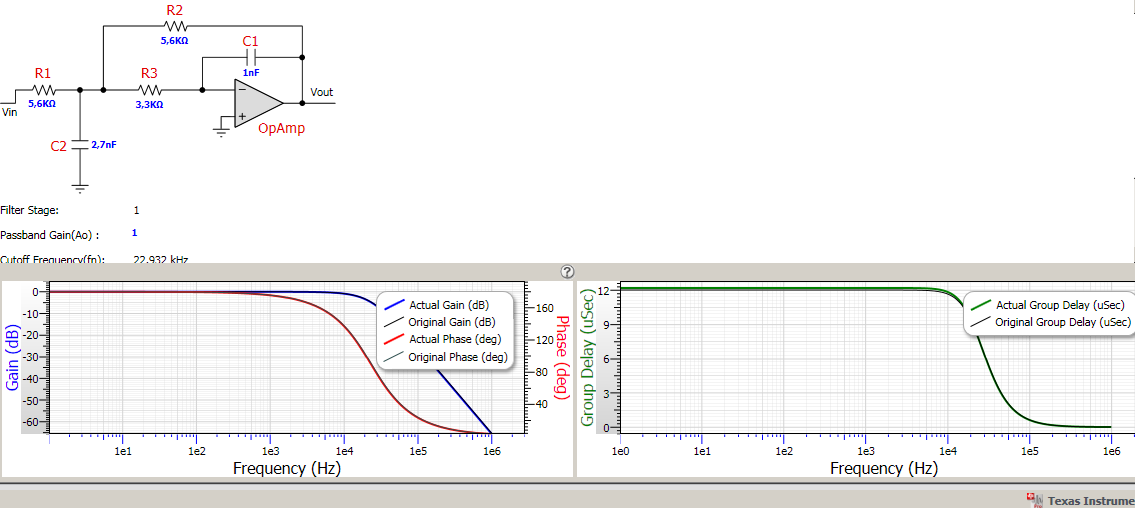 R2
5,6KΩ
C1
1nF
R1
R3
5,6KΩ
3,3KΩ
Vin
Vout
OpAmp
C2
2,7nF
Filter Stage: 1
Passband Gain(Ao) : 1
Cutoff Frequency(fn): 22.932 kHz
?
Gain (dB)
0
-10
-20
-30
-40
-50
-60
Actual Gain (dB)
Original Gain (dB)
Actual Phase (deg)
Original Phase (deg)
160
120
80
40
Phase (deg)
1e1 1e2 1e3 1e4 1e5 1e6
Frequency (Hz)
Group Delay (uSec)
12
9
6
3
0
Actual Group Delay (uSec)
Original Group Delay (uSec)
1e0 1e1 1e2 1e3 1e4 1e5 1e6
Frequency (Hz)
Texas Instrume